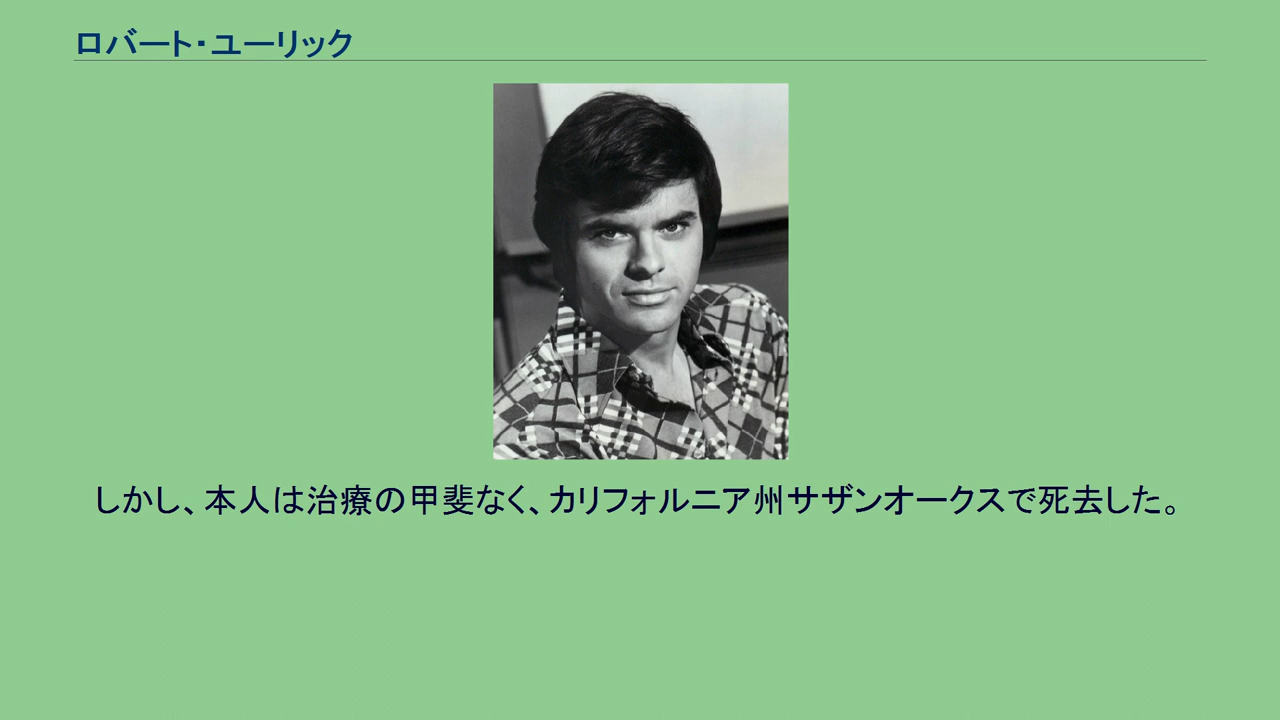 ロバート・ユーリック
しかし、本人は治療の甲斐なく、カリフォルニア州サザンオークスで死去した。